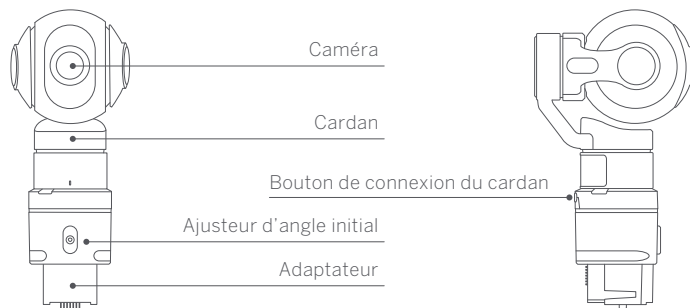 Caméra
Cardan
Bouton de connexion du cardan
Ajusteur d’angle initial
Adaptateur